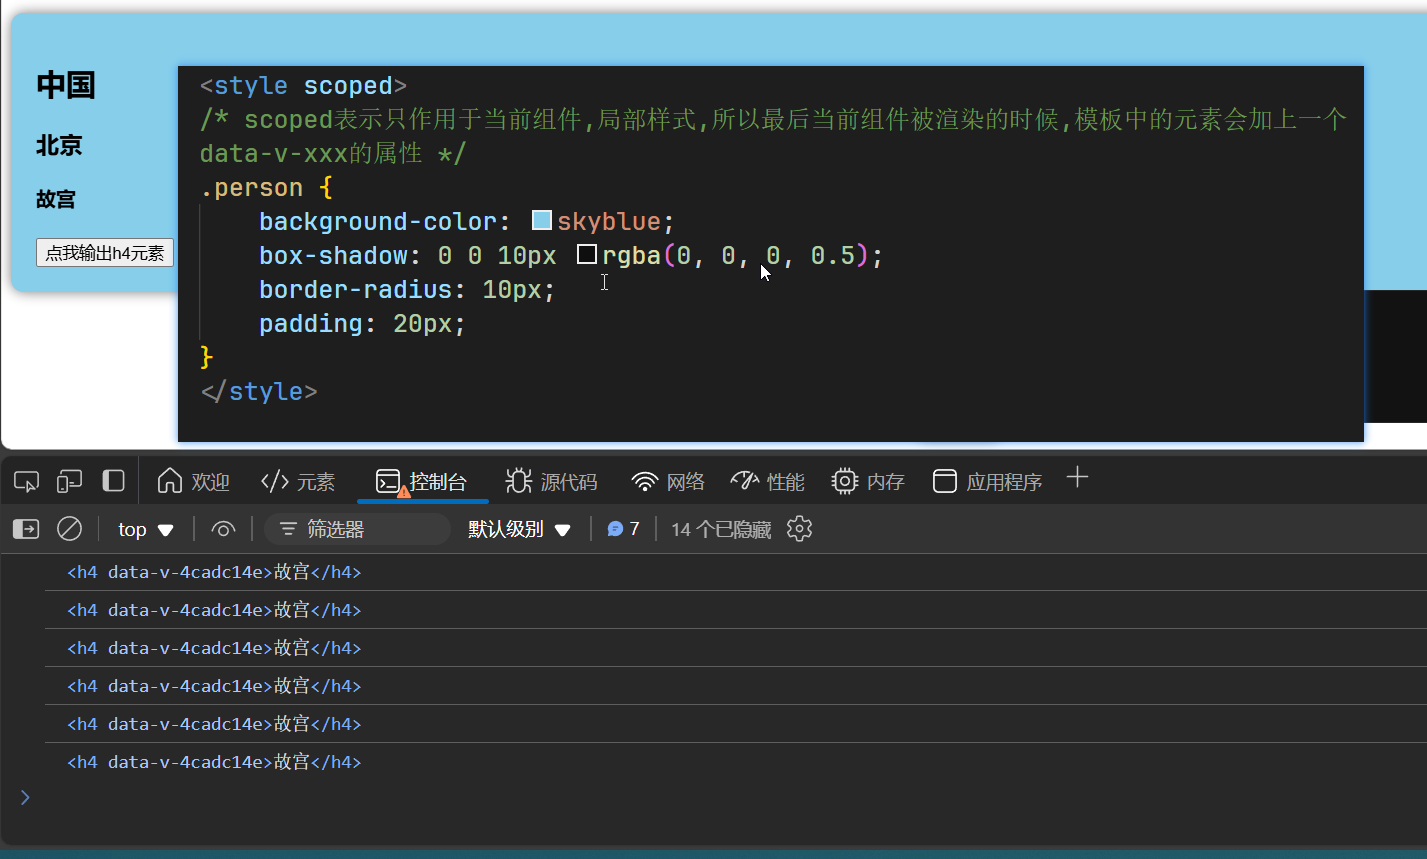 中国
北京
故宫
点我输出h4元素
<style scoped>
/* scoped表示只作用于当前组件,局部样式,所以最后当前组件被渲染的时候,模板中的元素会加上一个
data-v-xxx的属性 */
.person {
background-color: skyblue;
box-shadow: 0 0 10px rgba(0, 0, 0, 0.5);
border-radius: 10px;
padding: 20px;
}
</style>
欢迎 </> 元素 控制台 源代码 网络 性能 内存 应用程序
top 筛选器 默认级别 7 14 个已隐藏
<h4 data-v-4cadc14e>故宫</h4>
<h4 data-v-4cadc14e>故宫</h4>
<h4 data-v-4cadc14e>故宫</h4>
<h4 data-v-4cadc14e>故宫</h4>
<h4 data-v-4cadc14e>故宫</h4>
<h4 data-v-4cadc14e>故宫</h4>